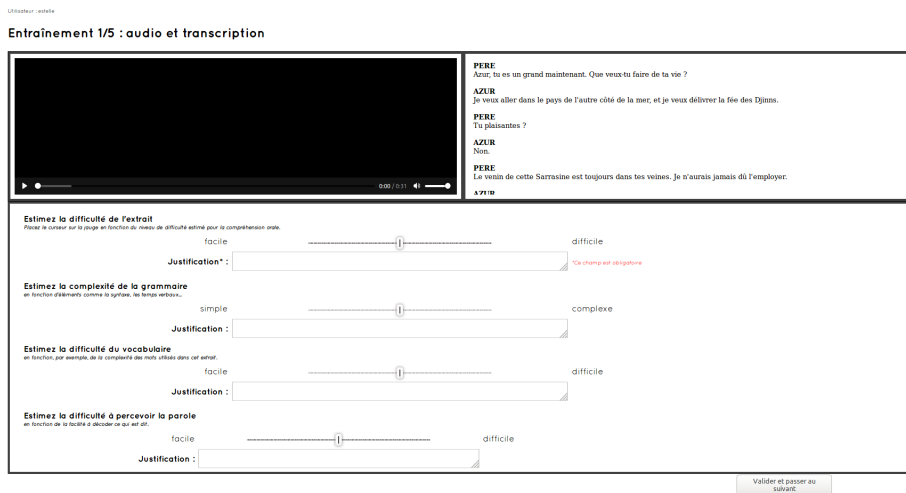 Utilisateur : estelle
Entraînement 1/5 : audio et transcription
0:00 / 0:31
PERE
Azur, tu es un grand maintenant. Que veux-tu faire de ta vie ?
AZUR
Je veux aller dans le pays de l'autre côté de la mer, et je veux délivrer la fée des Djinns.
PERE
Tu plaisantes ?
AZUR
Non.
PERE
Le venin de cette Sarrasine est toujours dans tes veines. Je n'aurais jamais dû l'employer.
AZUR
Estimez la difficulté de l'extrait
Placez le curseur sur la jauge en fonction du niveau de difficulté estimé pour la compréhension orale.
facile difficile
Justification* :
*Ce champ est obligatoire
Estimez la complexité de la grammaire
en fonction d'éléments comme la syntaxe, les temps verbaux...
simple complexe
Justification :
Estimez la difficulté du vocabulaire
en fonction, par exemple, de la complexité des mots utilisés dans cet extrait.
facile difficile
Justification :
Estimez la difficulté à percevoir la parole
en fonction de la facilité à décoder ce qui est dit.
facile difficile
Justification :
Valider et passer au
suivant